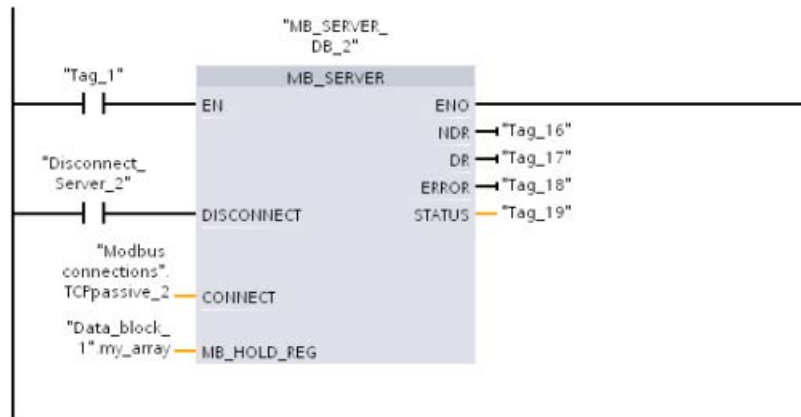 "MB_SERVER_
DB_2"
"Tag_1"
MB_SERVER
EN
ENO
NDR
"Tag_16"
DR
"Tag_17"
"Disconnect_
Server_2"
ERROR
"Tag_18"
DISCONNECT
STATUS
"Tag_19"
"Modbus
connections".
TCPpassive_2
CONNECT
"Data_block_
1".my_array
MB_HOLD_REG